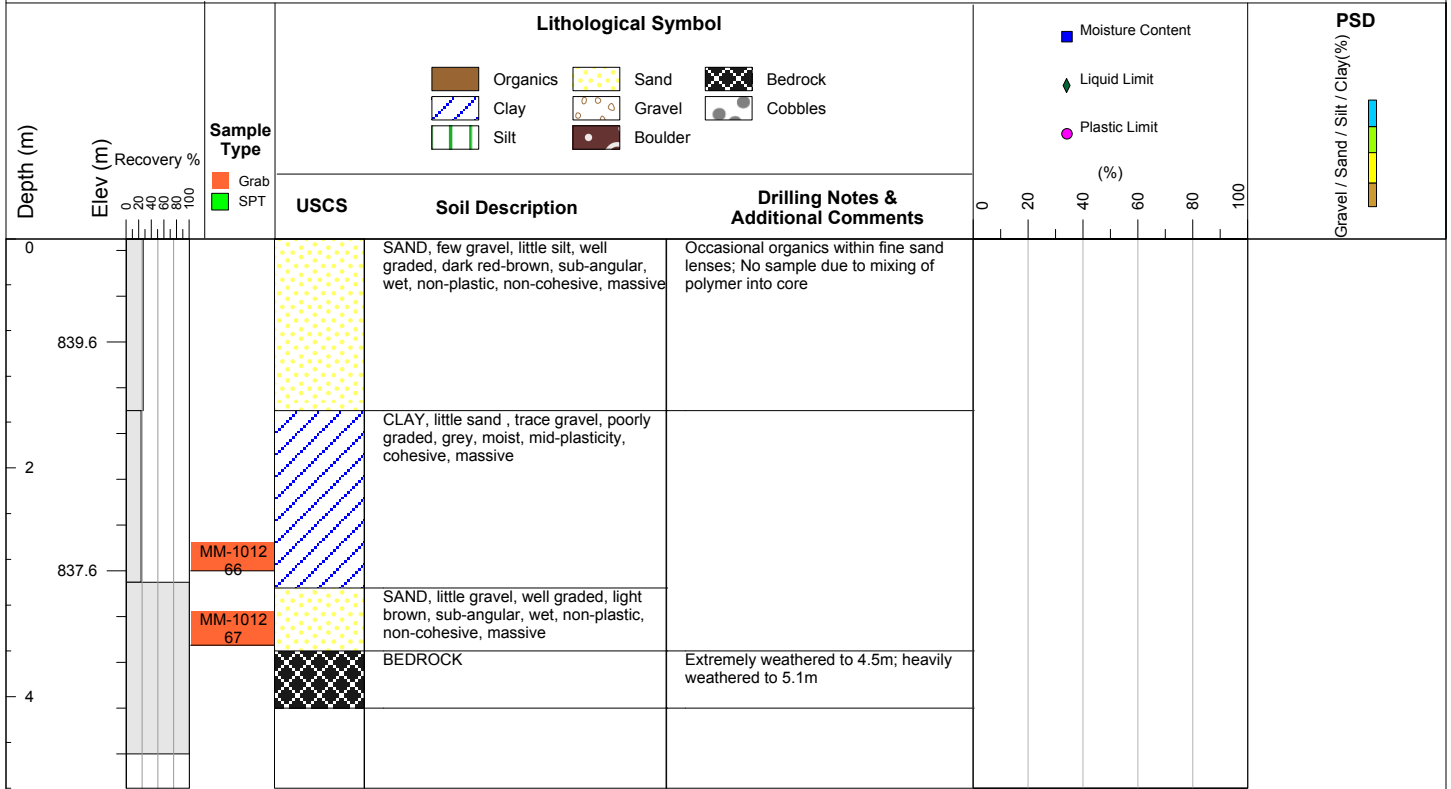 Lithological Symbol
Organics
Sand
Bedrock
Clay
Gravel
Cobbles
Silt
Boulder
Moisture Content
Liquid Limit
Plastic Limit
(%)
PSD
Gravel / Sand / Silt / Clay(%)
Depth (m)
Elev (m)
Recovery %
0 20 40 60 80 100
Sample
Type
Grab
SPT
USCS
Soil Description
Drilling Notes &
Additional Comments
0 20 40 60 80 100
0
839.6
2
837.6
4
SAND, few gravel, little silt, well
graded, dark red-brown, sub-angular,
wet, non-plastic, non-cohesive, massive
Occasional organics within fine sand
lenses; No sample due to mixing of
polymer into core
CLAY, little sand , trace gravel, poorly
graded, grey, moist, mid-plasticity,
cohesive, massive
MM-1012
66
SAND, little gravel, well graded, light
brown, sub-angular, wet, non-plastic,
non-cohesive, massive
MM-1012
67
BEDROCK
Extremely weathered to 4.5m; heavily
weathered to 5.1m